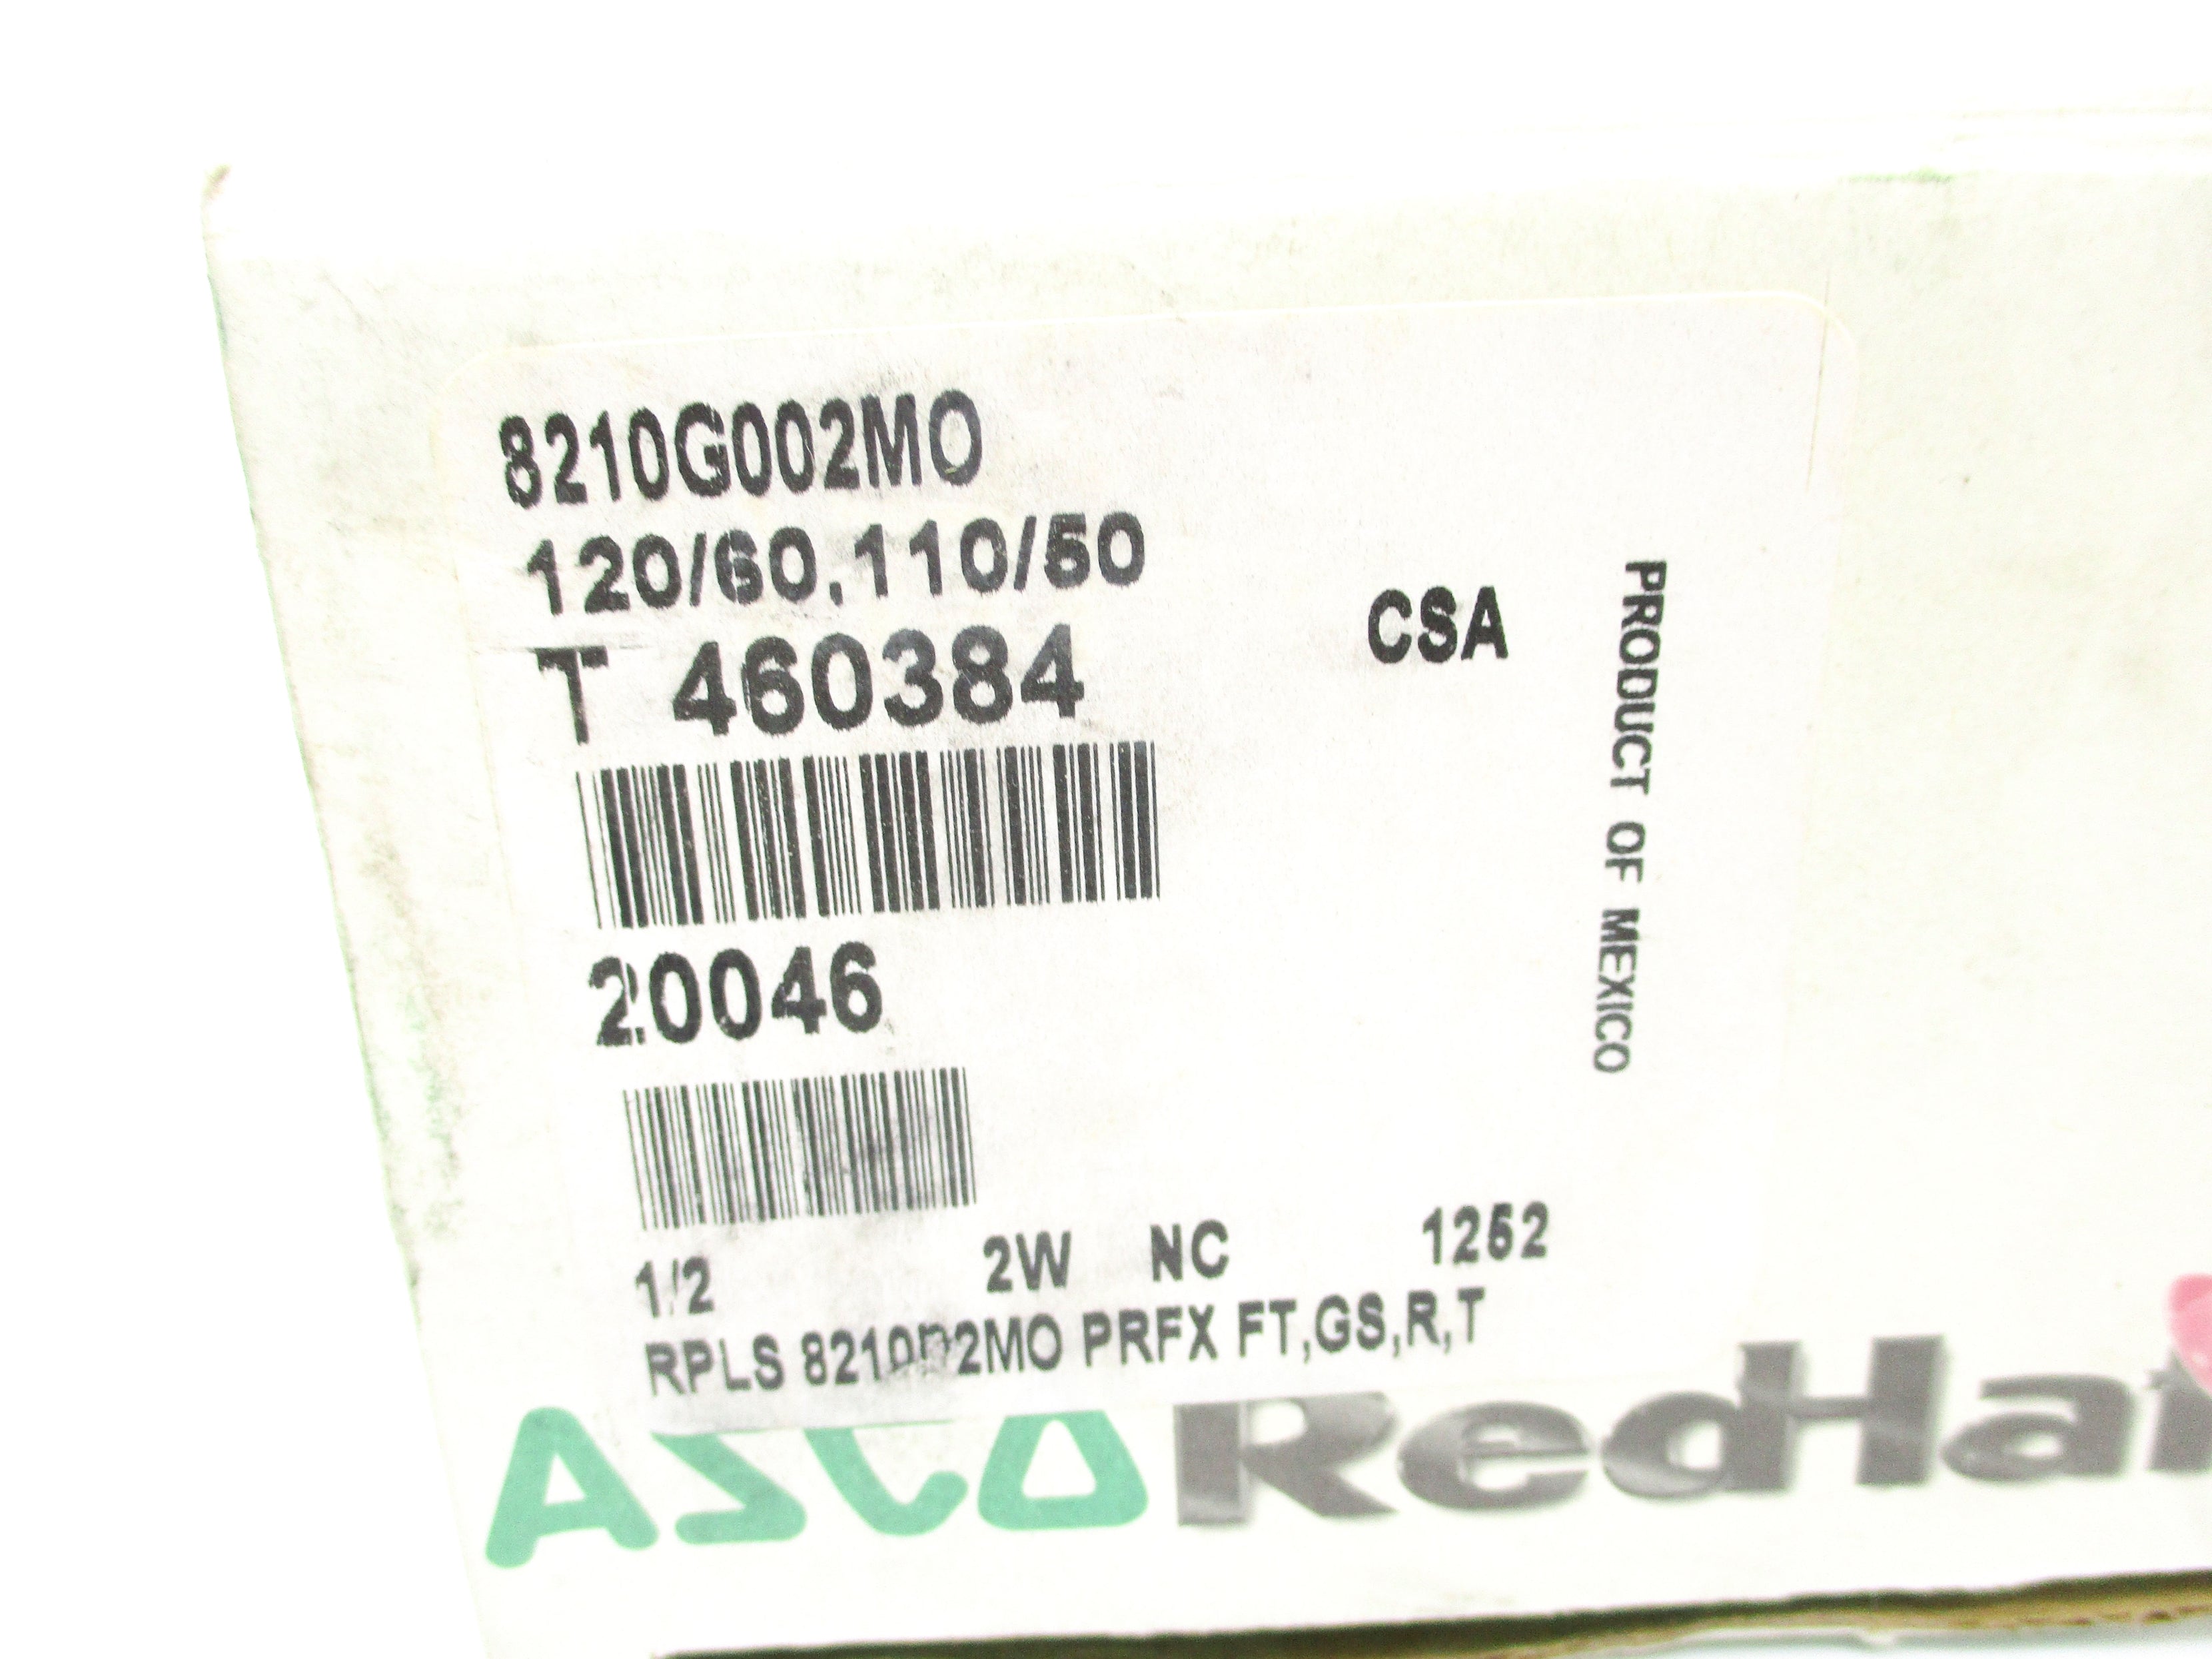 8210G002MO
120/60,110/50
T 460384
CSA
PRODUCT OF MEXICO
20046
1/2 2W NC 1252
RPLS 8210D2MO PRFX FT,GS,R,T
ASCO RedHat